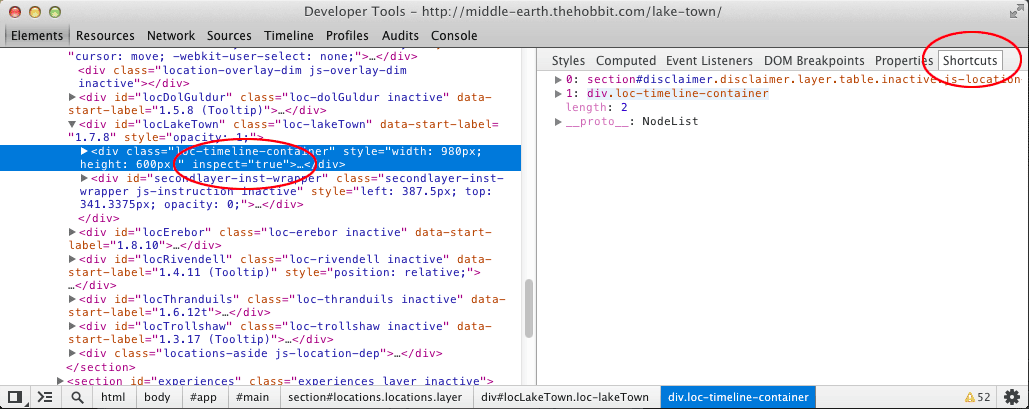 Developer Tools - http://middle-earth.thehobbit.com/lake-town/
Elements Resources Network Sources Timeline Profiles Audits Console
"cursor: move; -webkit-user-select: none;">…</div>
<div class="location-overlay-dim js-overlay-dim
inactive"></div>
▶<div id="locDolGuldur" class="loc-dolGuldur inactive" data-
start-label="1.5.8 (Tooltip)">…</div>
▼<div id="locLakeTown" class="loc-lakeTown" data-start-label=
"1.7.8" style="opacity: 1;">
▶<div class="loc-timeline-container" style="width: 980px;
height: 600px;" inspect="true">…</div>
▶<div id="secondlayer-inst-wrapper" class="secondlayer-inst-
wrapper js-instruction inactive" style="left: 387.5px; top:
341.3375px; opacity: 0;">…</div>
</div>
▶<div id="locErebor" class="loc-erebor inactive" data-start-
label="1.8.10">…</div>
▶<div id="locRivendell" class="loc-rivendell inactive" data-
start-label="1.4.11 (Tooltip)" style="position: relative;">
…</div>
▶<div id="locThranduils" class="loc-thranduils inactive" data-
start-label="1.6.12t">…</div>
▶<div id="locTrollshaw" class="loc-trollshaw inactive" data-
start-label="1.3.17 (Tooltip)">…</div>
▶<div class="locations-aside js-location-dep">…</div>
</section>
▶<section id="experiences" class="experiences layer inactive">
Styles Computed Event Listeners DOM Breakpoints Properties Shortcuts
▶ 0: section#disclaimer.disclaimer.layer.table.inactive.js-location
▶ 1: div.loc-timeline-container
length: 2
▶ __proto__: NodeList
html body #app #main section#locations.locations.layer div#locLakeTown.loc-lakeTown div.loc-timeline-container 52